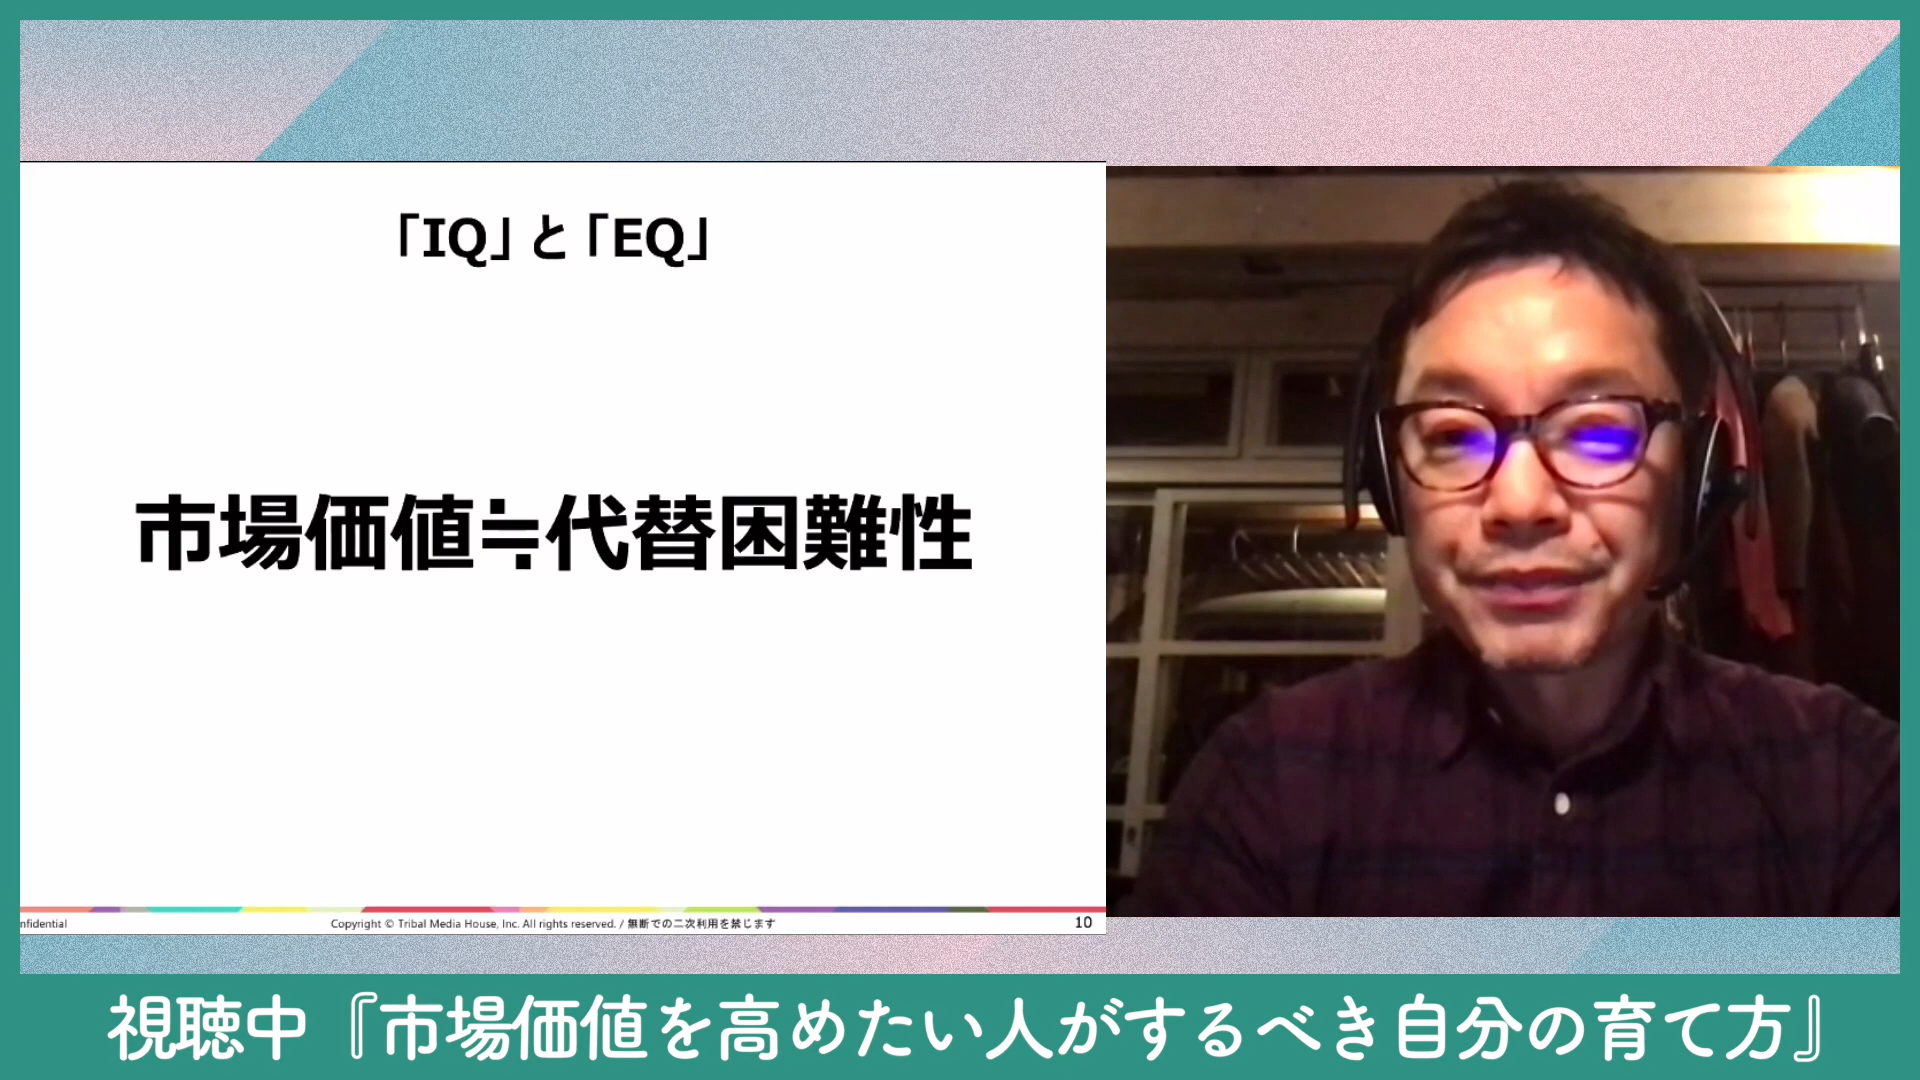 「IQ」と「EQ」
市場価値≒代替困難性
nfidential
Copyright © Tribal Media House, Inc. All rights reserved. / 無断での二次利用を禁じます
10
視聴中『市場価値を高めたい人がするべき自分の育て方』